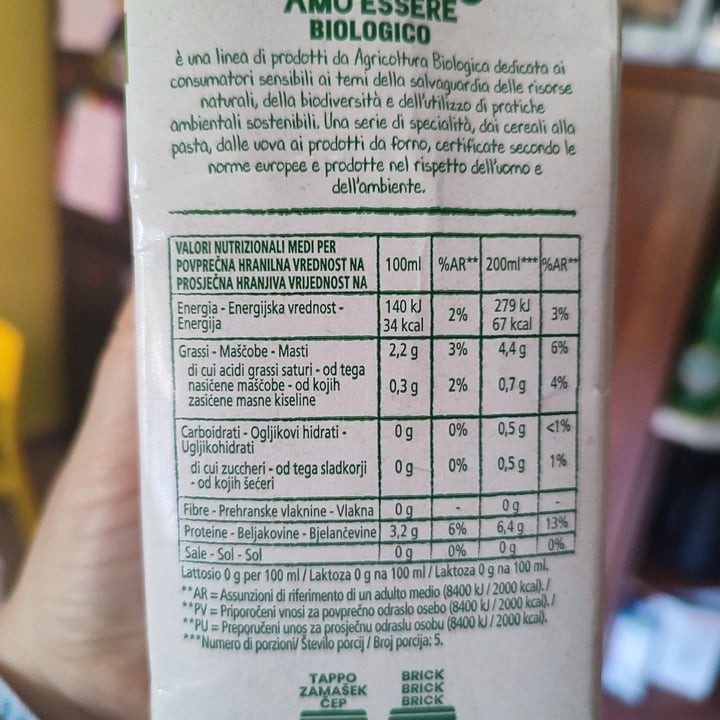 AMO ESSERE
BIOLOGICO
è una linea di prodotti da Agricoltura Biologica dedicata ai
consumatori sensibili ai temi della salvaguardia delle risorse
naturali, della biodiversità e dell'utilizzo di pratiche
ambientali sostenibili. Una serie di specialità, dai cereali alla
pasta, dalle uova ai prodotti da forno, certificate secondo le
norme europee e prodotte nel rispetto dell'uomo e
dell'ambiente.
VALORI NUTRIZIONALI MEDI PER
POVPREČNA HRANILNA VREDNOST NA 100ml %AR** 200ml*** %AR**
PROSJEČNA HRANJIVA VRIJEDNOST NA
Energia - Energijska vrednost - 140 kJ 2% 279 kJ 3%
Energija 34 kcal 67 kcal
Grassi - Maščobe - Masti 2,2 g 3% 4,4 g 6%
di cui acidi grassi saturi - od tega
nasičene maščobe - od kojih 0,3 g 2% 0,7 g 4%
zasićene masne kiseline
Carboidrati - Ogljikovi hidrati - 0 g 0% 0,5 g <1%
Ugljikohidrati
di cui zuccheri - od tega sladkorji 0 g 0% 0,5 g 1%
- od kojih šećeri
Fibre - Prehranske vlaknine - Vlakna 0 g - 0 g -
Proteine - Beljakovine - Bjelančevine 3,2 g 6% 6,4 g 13%
Sale - Sol - Sol 0 g 0% 0 g 0%
Lattosio 0 g per 100 ml / Laktoza 0 g na 100 ml / Laktoza 0 g na 100 ml.
**AR = Assunzioni di riferimento di un adulto medio (8400 kJ / 2000 kcal). /
**PV = Priporočeni vnosi za povprečno odraslo osebo (8400 kJ / 2000 kcal). /
**PU = Preporučeni unos za prosječnu odraslu osobu (8400 kJ / 2000 kcal).
***Numero di porzioni/ Število porcij / Broj porcija: 5.
TAPPO BRICK
ZAMAŠEK BRICK
ČEP BRICK